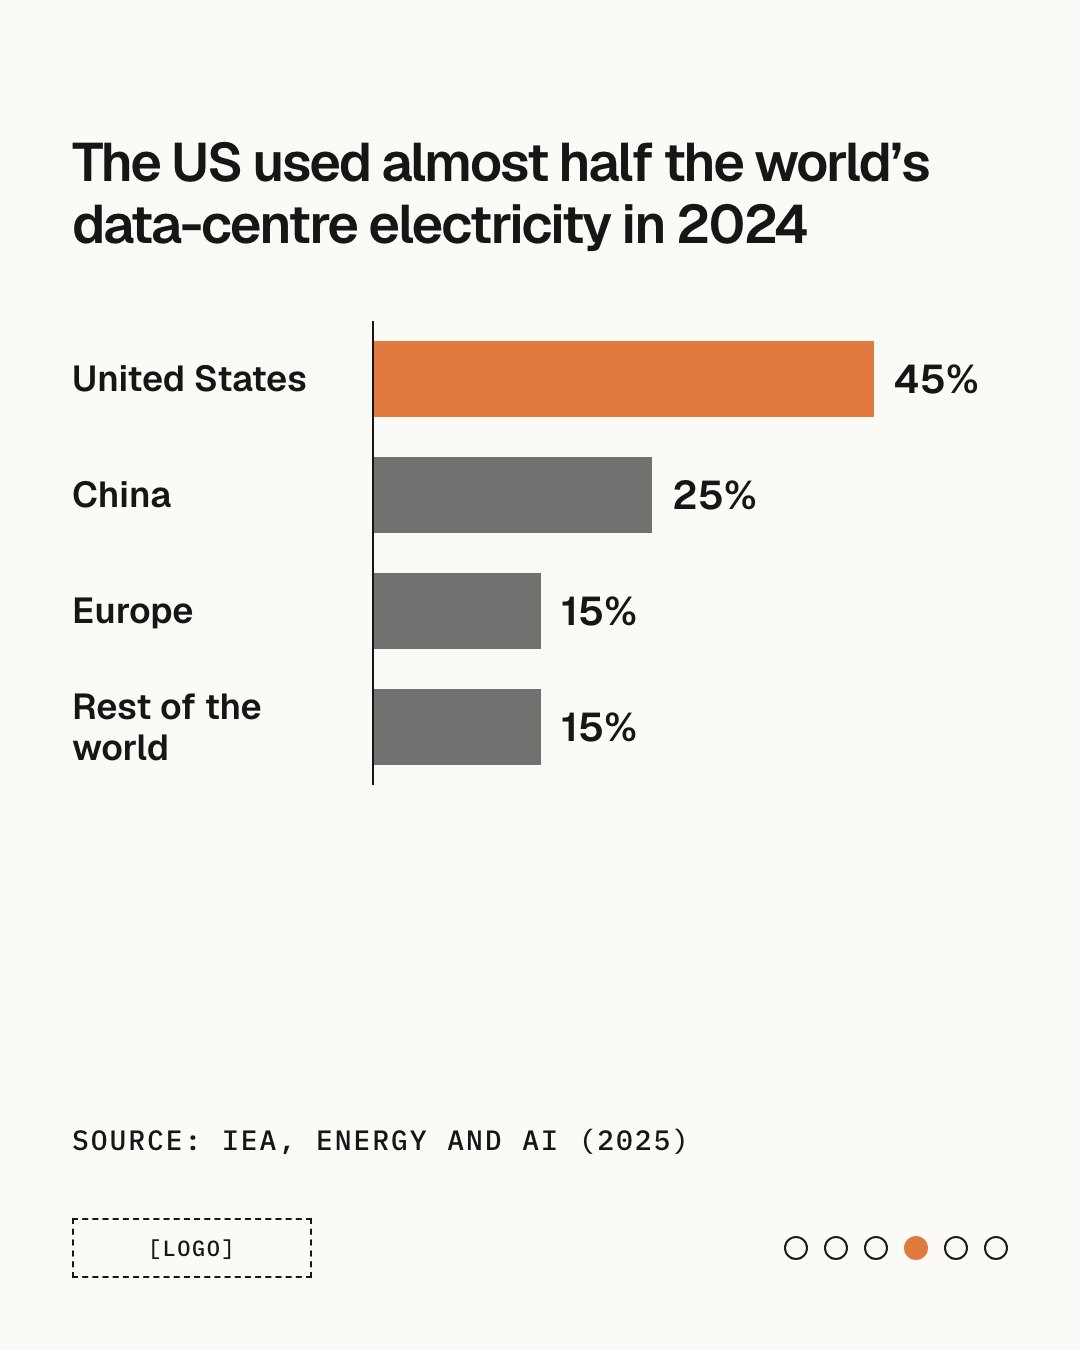 The US used almost half the world’s
data-centre electricity in 2024
United States 45%
China 25%
Europe 15%
Rest of the
world 15%
SOURCE: IEA, ENERGY AND AI (2025)
[LOGO]